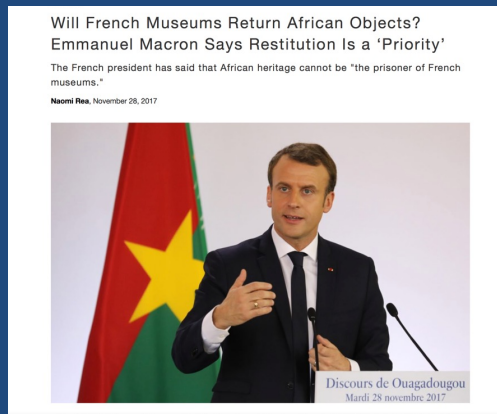 Will French Museums Return African Objects?
Emmanuel Macron Says Restitution Is a ‘Priority’
The French president has said that African heritage cannot be "the prisoner of French
museums."
Naomi Rea, November 28, 2017
Discours de Ouagadougou
Mardi 28 novembre 2017